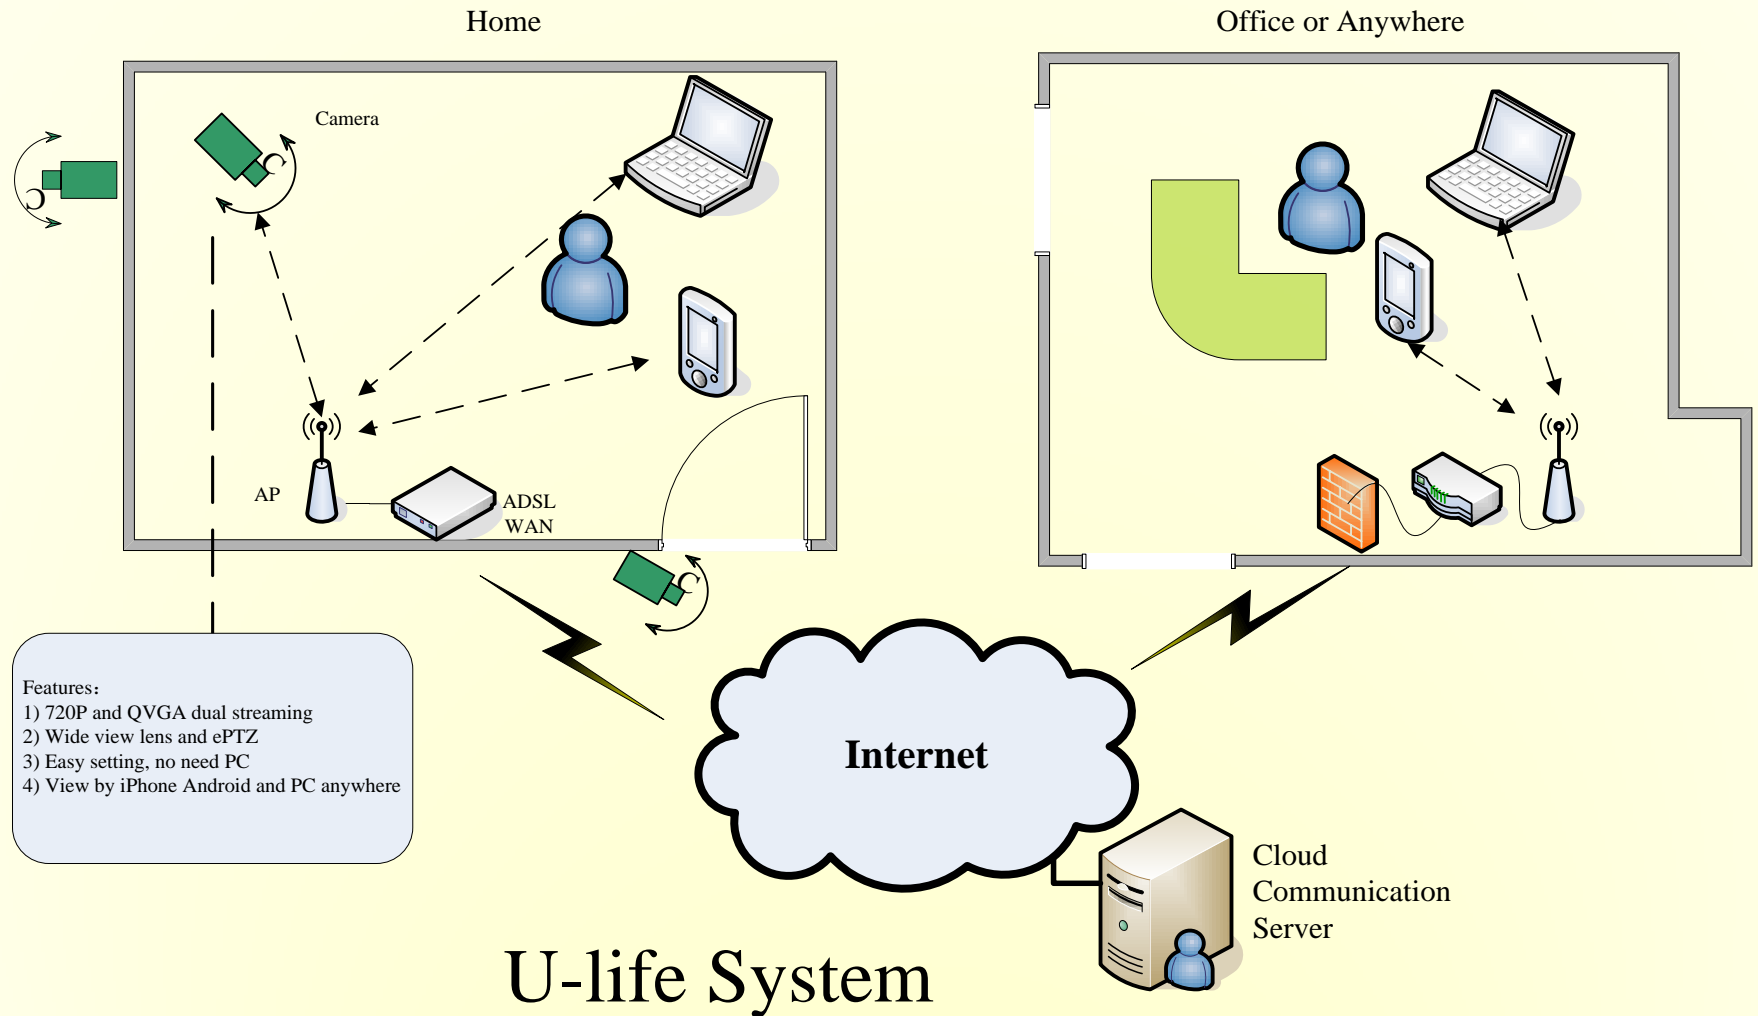 Home
Office or Anywhere
Camera
AP
ADSL
WAN
Features：
1) 720P and QVGA dual streaming
2) Wide view lens and ePTZ
3) Easy setting, no need PC
4) View by iPhone Android and PC anywhere
Internet
Cloud
Communication
Server
U-life System